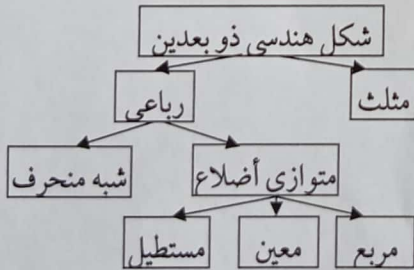 شكل هندسي ذو بعدين
مثلث
رباعي
متوازي أضلاع
شبه منحرف
مربع
معين
مستطيل